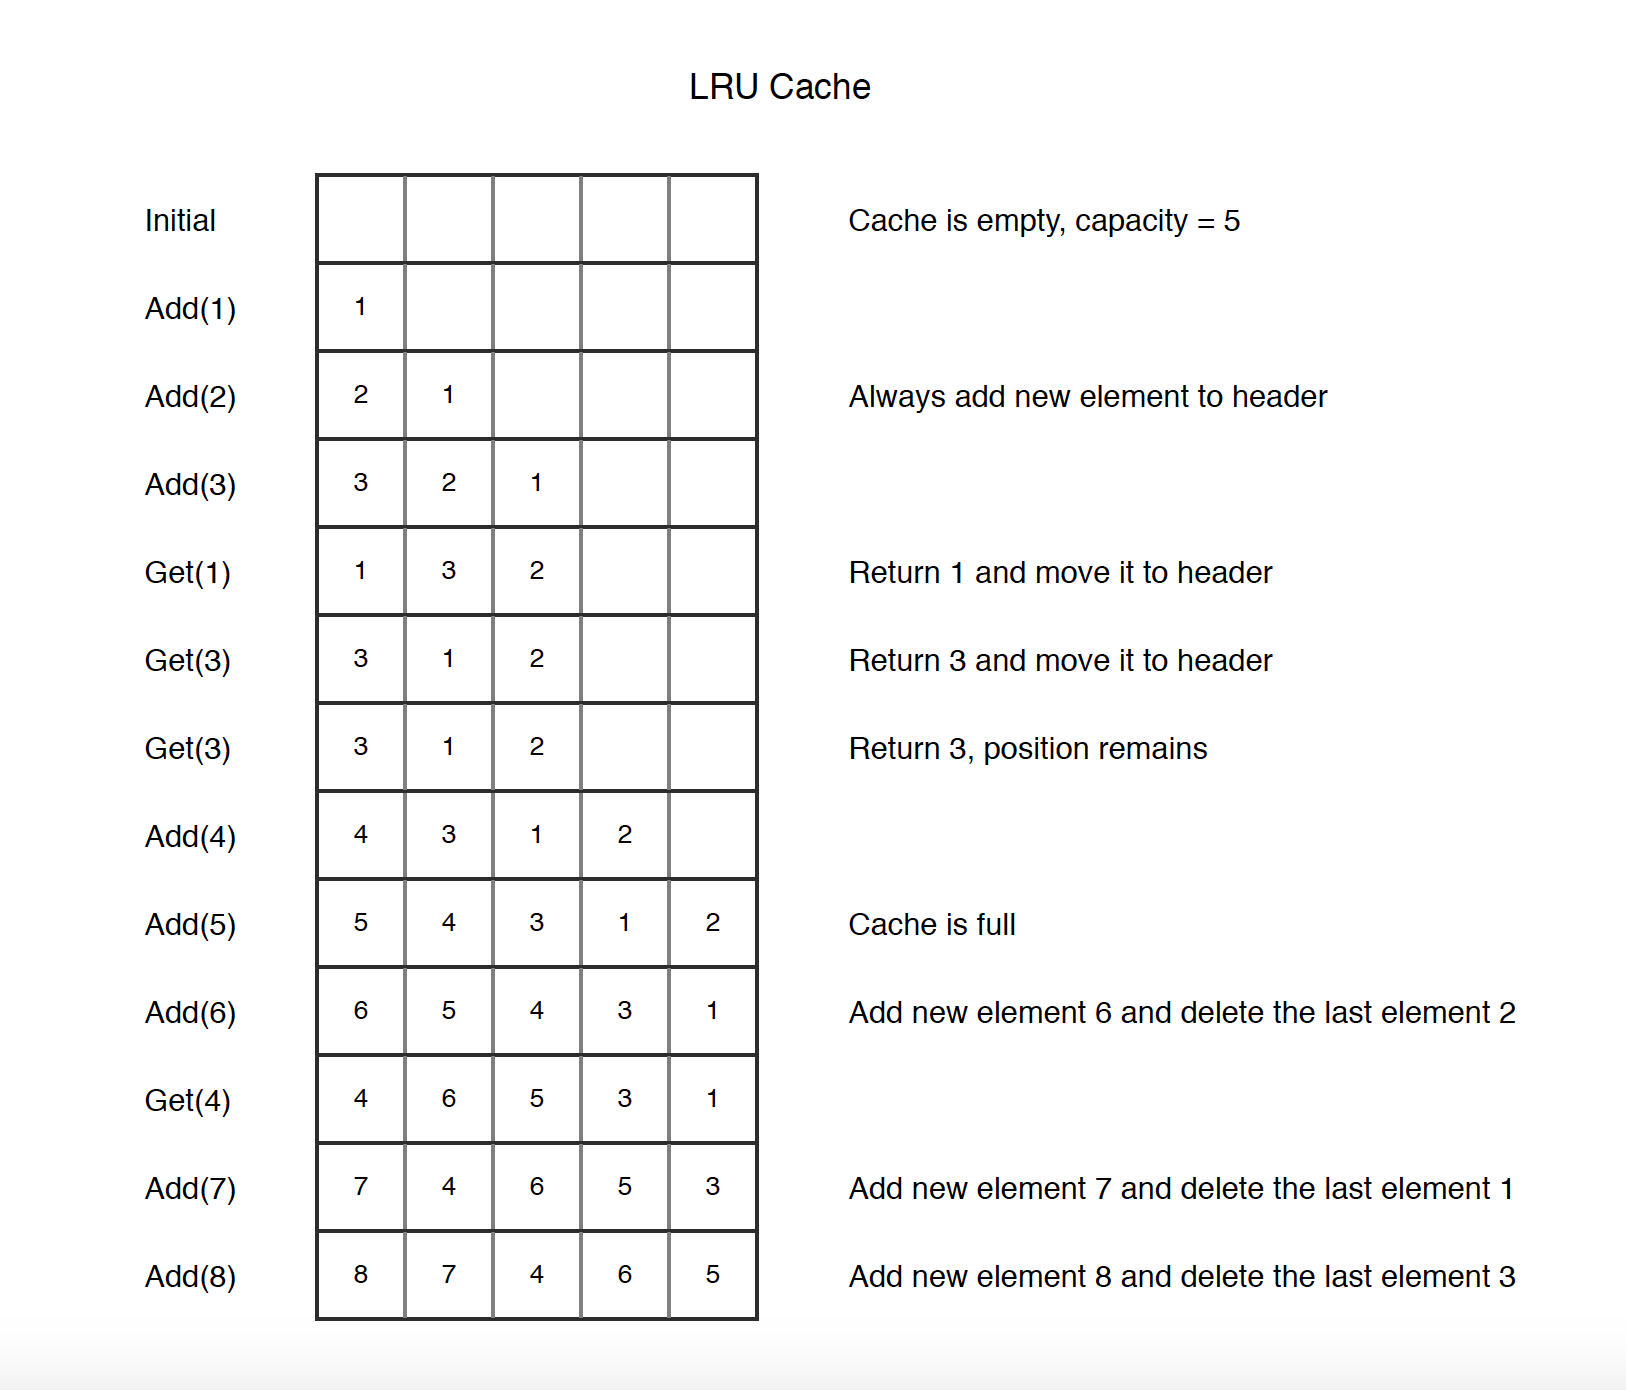 LRU Cache
Initial Cache is empty, capacity = 5
Add(1) 1
Add(2) 2 1 Always add new element to header
Add(3) 3 2 1
Get(1) 1 3 2 Return 1 and move it to header
Get(3) 3 1 2 Return 3 and move it to header
Get(3) 3 1 2 Return 3, position remains
Add(4) 4 3 1 2
Add(5) 5 4 3 1 2 Cache is full
Add(6) 6 5 4 3 1 Add new element 6 and delete the last element 2
Get(4) 4 6 5 3 1
Add(7) 7 4 6 5 3 Add new element 7 and delete the last element 1
Add(8) 8 7 4 6 5 Add new element 8 and delete the last element 3